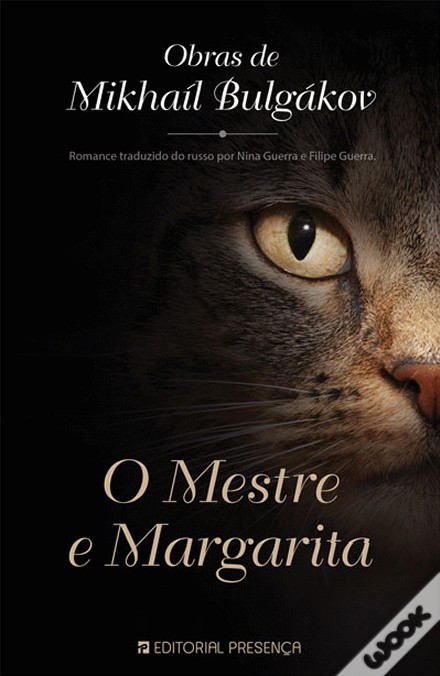 Obras de
Mikhaíl Bulgákov
Romance traduzido do russo por Nina Guerra e Filipe Guerra.
O Mestre
e Margarita
EDITORIAL PRESENÇA
wook